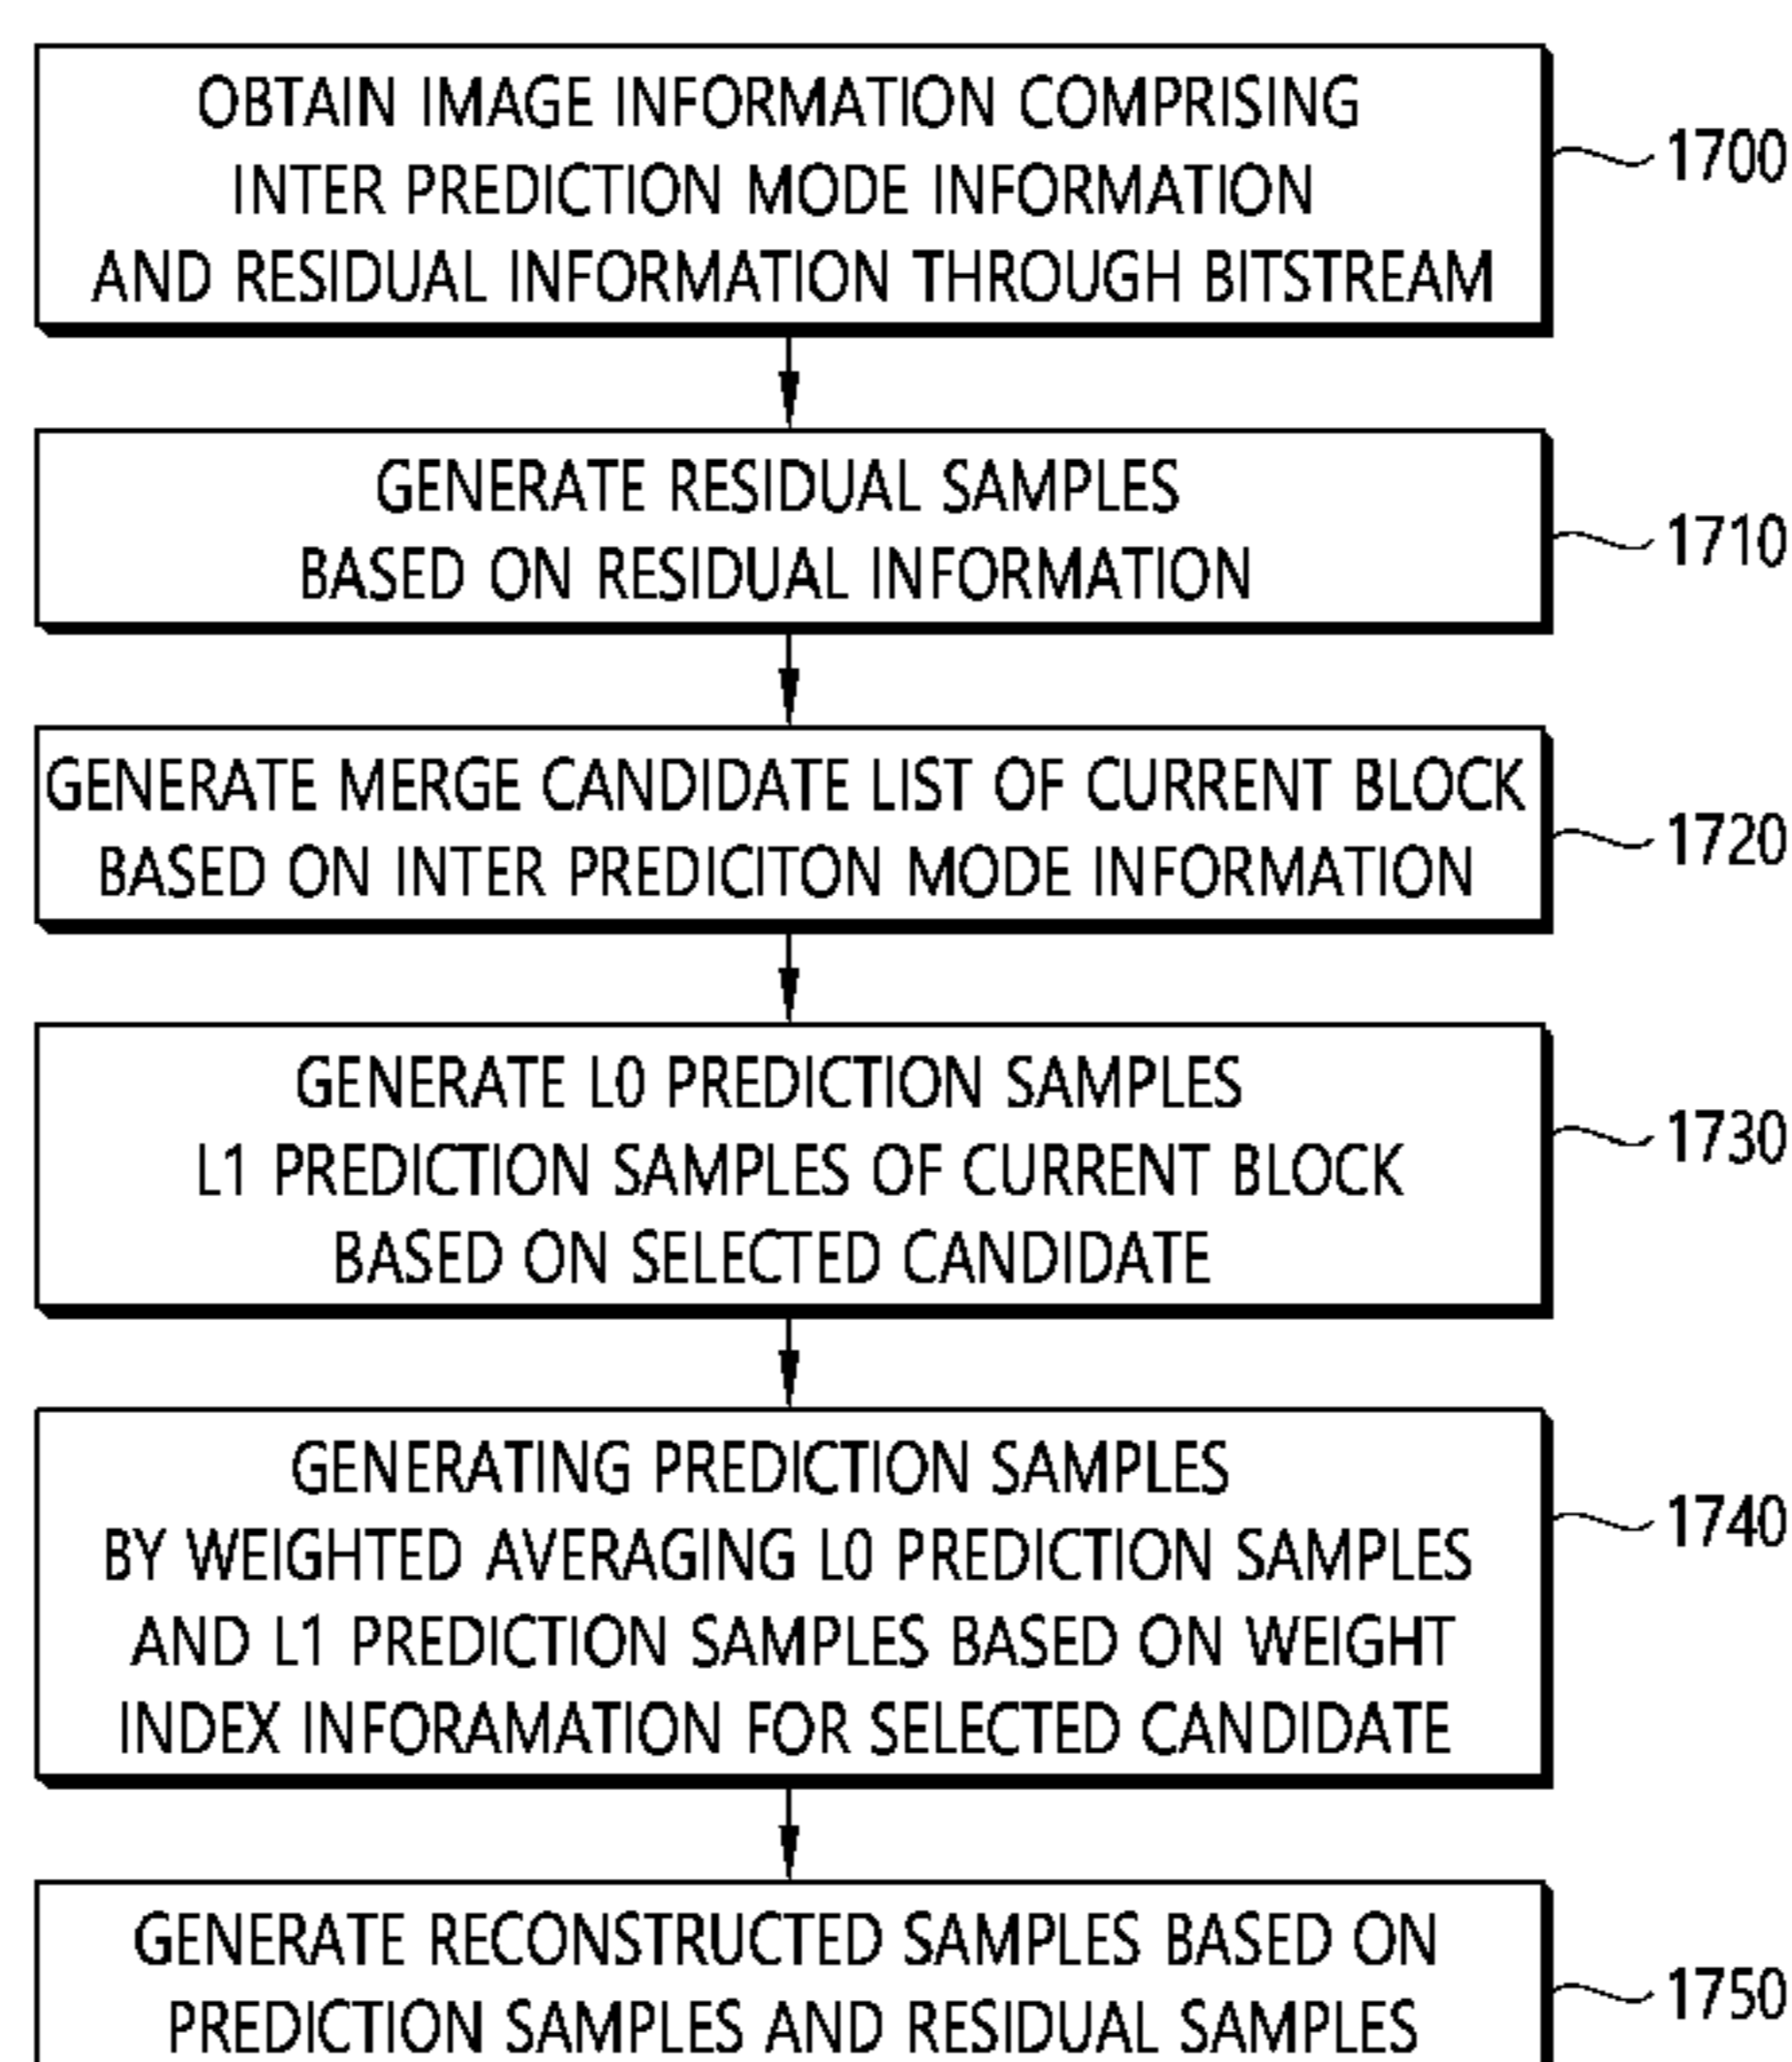 OBTAIN IMAGE INFORMATION COMPRISING
INTER PREDICTION MODE INFORMATION
AND RESIDUAL INFORMATION THROUGH BITSTREAM
1700
GENERATE RESIDUAL SAMPLES
BASED ON RESIDUAL INFORMATION
1710
GENERATE MERGE CANDIDATE LIST OF CURRENT BLOCK
BASED ON INTER PREDICITON MODE INFORMATION
1720
GENERATE L0 PREDICTION SAMPLES
L1 PREDICTION SAMPLES OF CURRENT BLOCK
BASED ON SELECTED CANDIDATE
1730
GENERATING PREDICTION SAMPLES
BY WEIGHTED AVERAGING L0 PREDICTION SAMPLES
AND L1 PREDICTION SAMPLES BASED ON WEIGHT
INDEX INFORAMATION FOR SELECTED CANDIDATE
1740
GENERATE RECONSTRUCTED SAMPLES BASED ON
PREDICTION SAMPLES AND RESIDUAL SAMPLES
1750